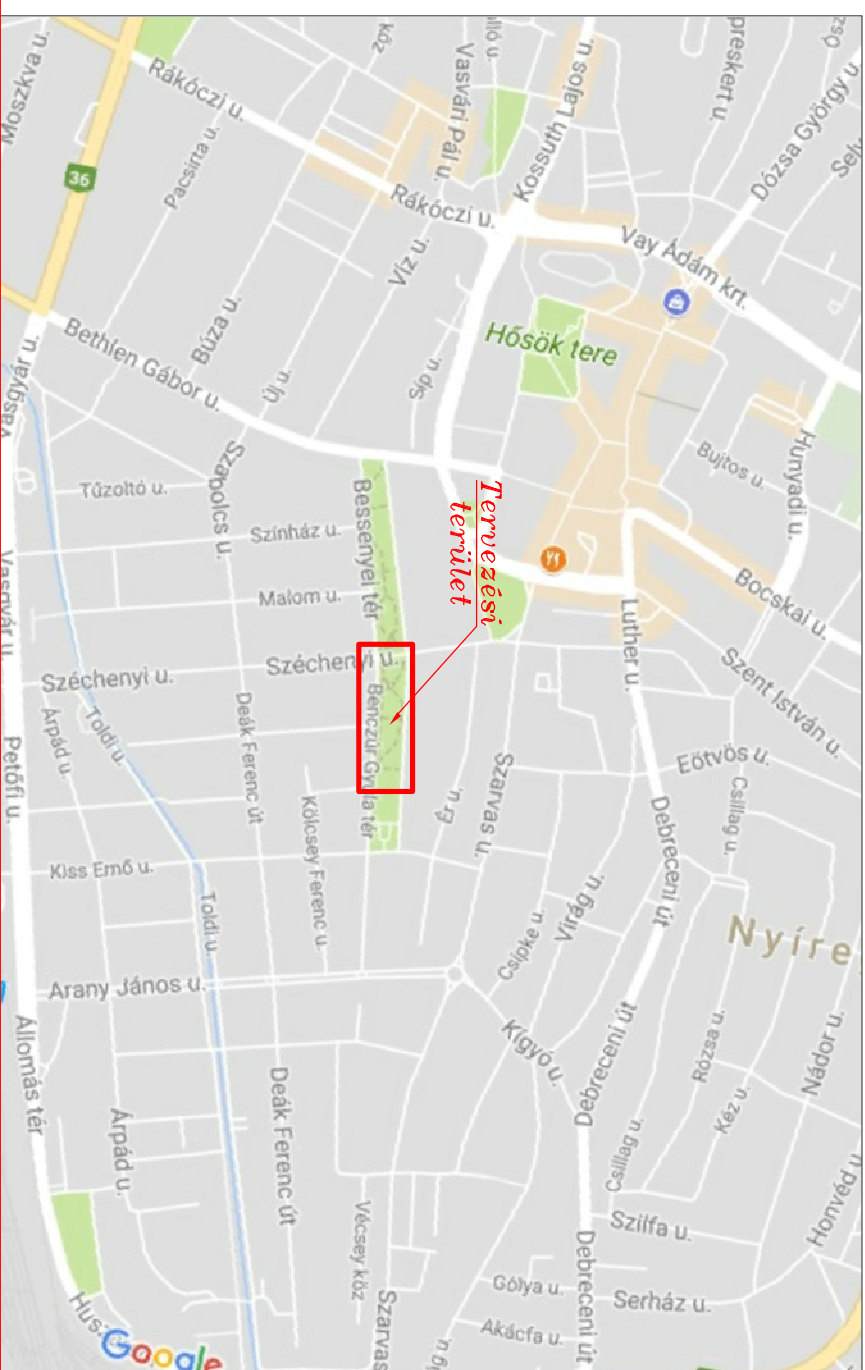 Moszkva u.
Rákóczi u.
Pacsirta u.
36
Vasvári Pál u.
Kossuth Lajos u.
Dózsa György u.
Rákóczi u.
Víz u.
Vay Ádám krt.
Búza u.
Bethlen Gábor u.
Új u.
Síp u.
Hősök tere
Hunyadi u.
Bujtos u.
Szabolcs u.
Tűzoltó u.
Színház u.
Bessenyei tér
Tervezési
terület
Bocskai u.
Malom u.
Luther u.
Szent István u.
Széchenyi u.
Széchenyi u.
Benczúr Gyula tér
Deák Ferenc út
Toldi u.
Árpád u.
Vasgyár u.
Petőfi u.
Kölcsey Ferenc u.
Ér u.
Szarvas u.
Eötvös u.
Csillag u.
Debreceni út
Kiss Ernő u.
Toldi u.
Virág u.
Csipke u.
Nyíre
Arany János u.
Állomás tér
Kígyó u.
Debreceni út
Rózsa u.
Nádor u.
Kéz u.
Deák Ferenc út
Árpád u.
Csillag u.
Honvéd u.
Szilfa u.
Vécsey köz
Debreceni út
Gólya u.
Serház u.
Akácfa u.
Szarvas
Google